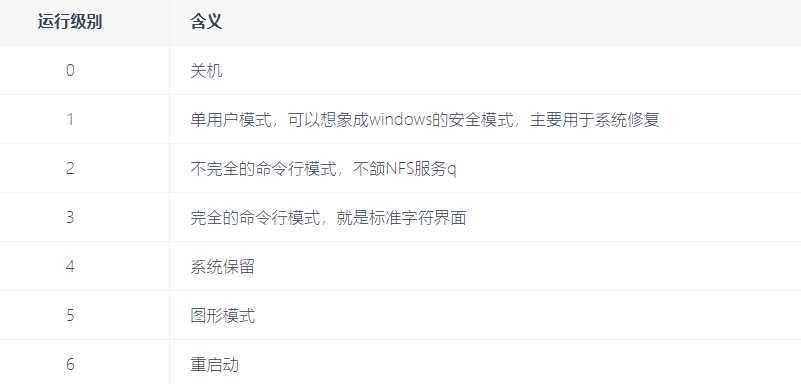 运行级别 含义
0 关机
1 单用户模式，可以想象成windows的安全模式，主要用于系统修复
2 不完全的命令行模式，不颔NFS服务q
3 完全的命令行模式，就是标准字符界面
4 系统保留
5 图形模式
6 重启动